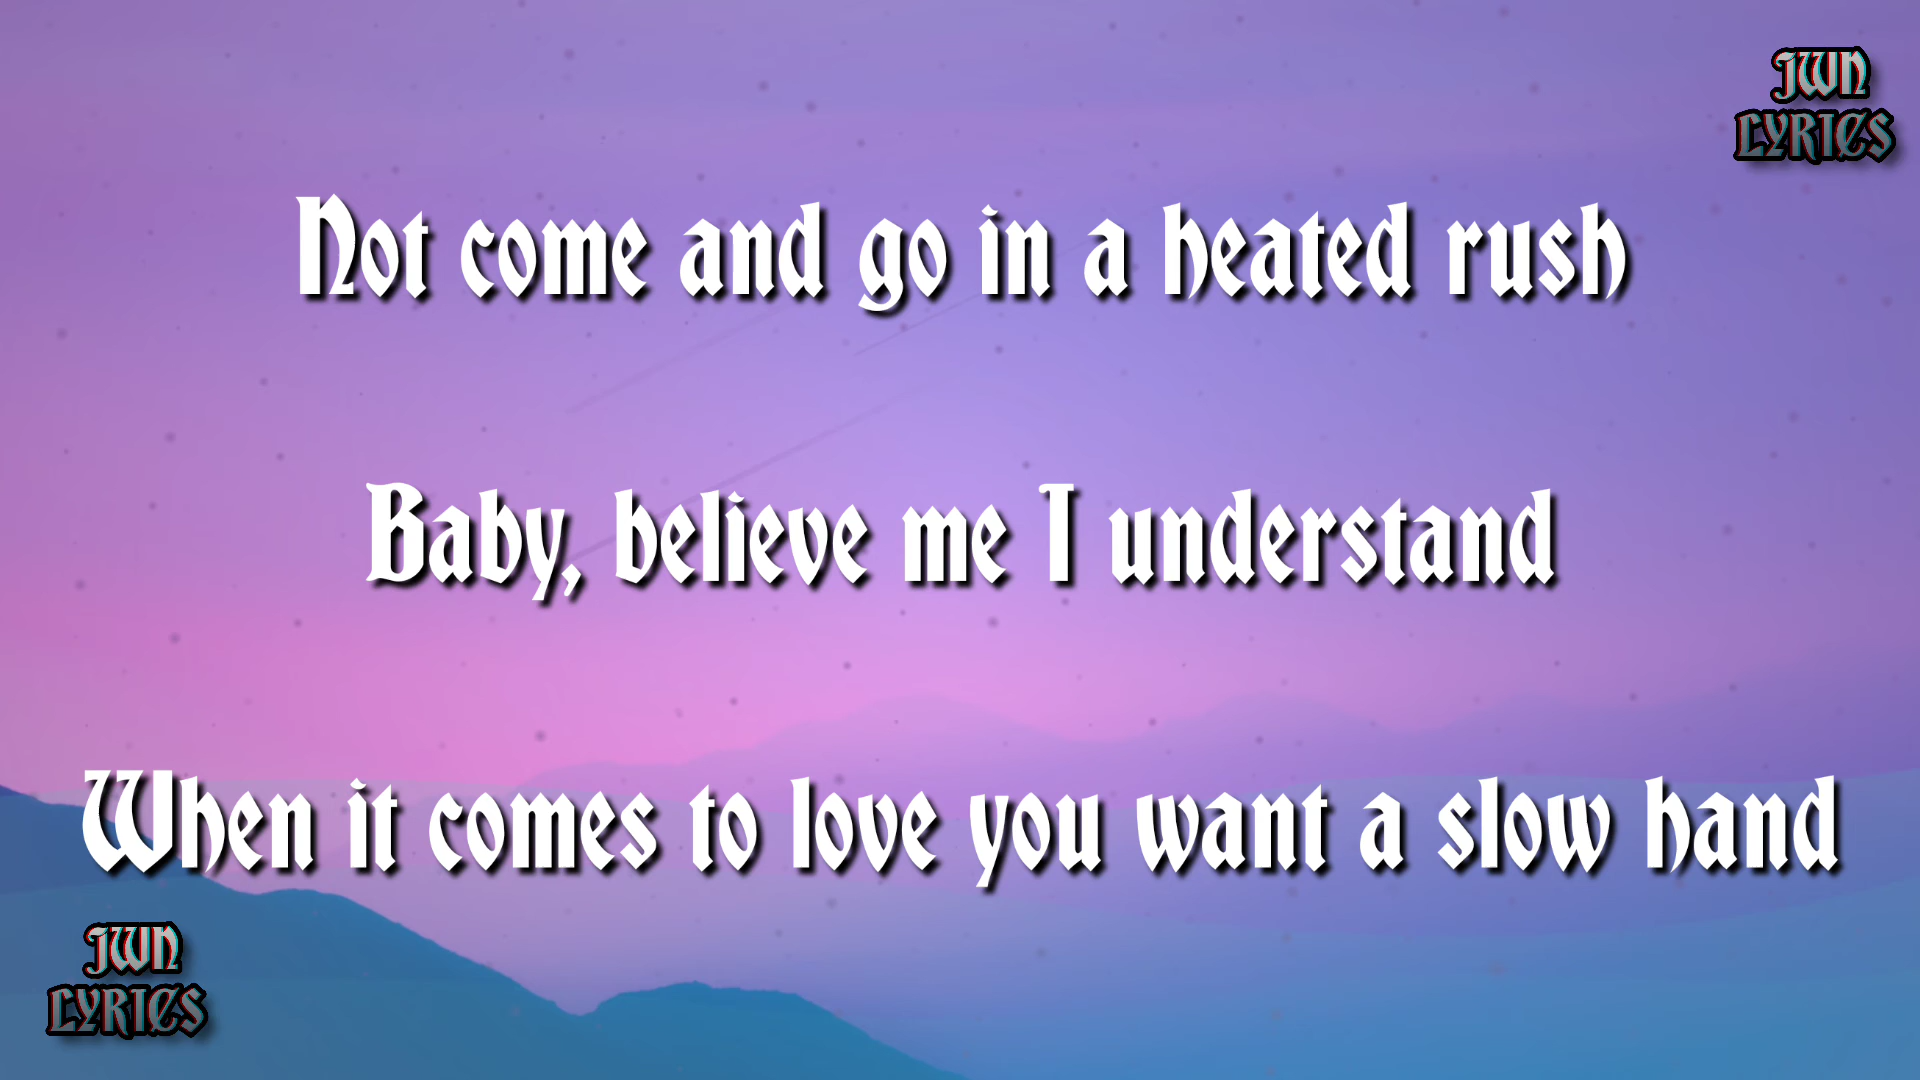 JWN
LYRICS
Not come and go in a heated rush
Baby, believe me I understand
When it comes to love you want a slow hand
JWN
LYRICS